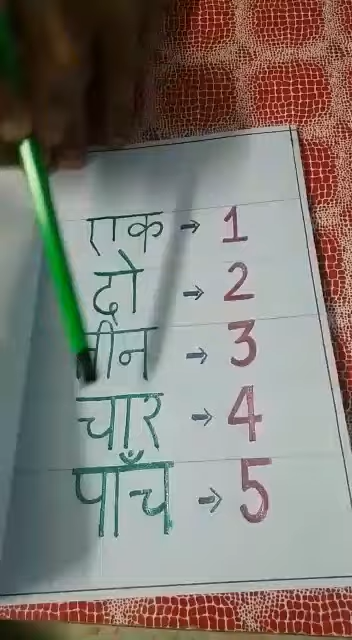 एक → 1
दो → 2
तीन → 3
चार → 4
पाँच → 5